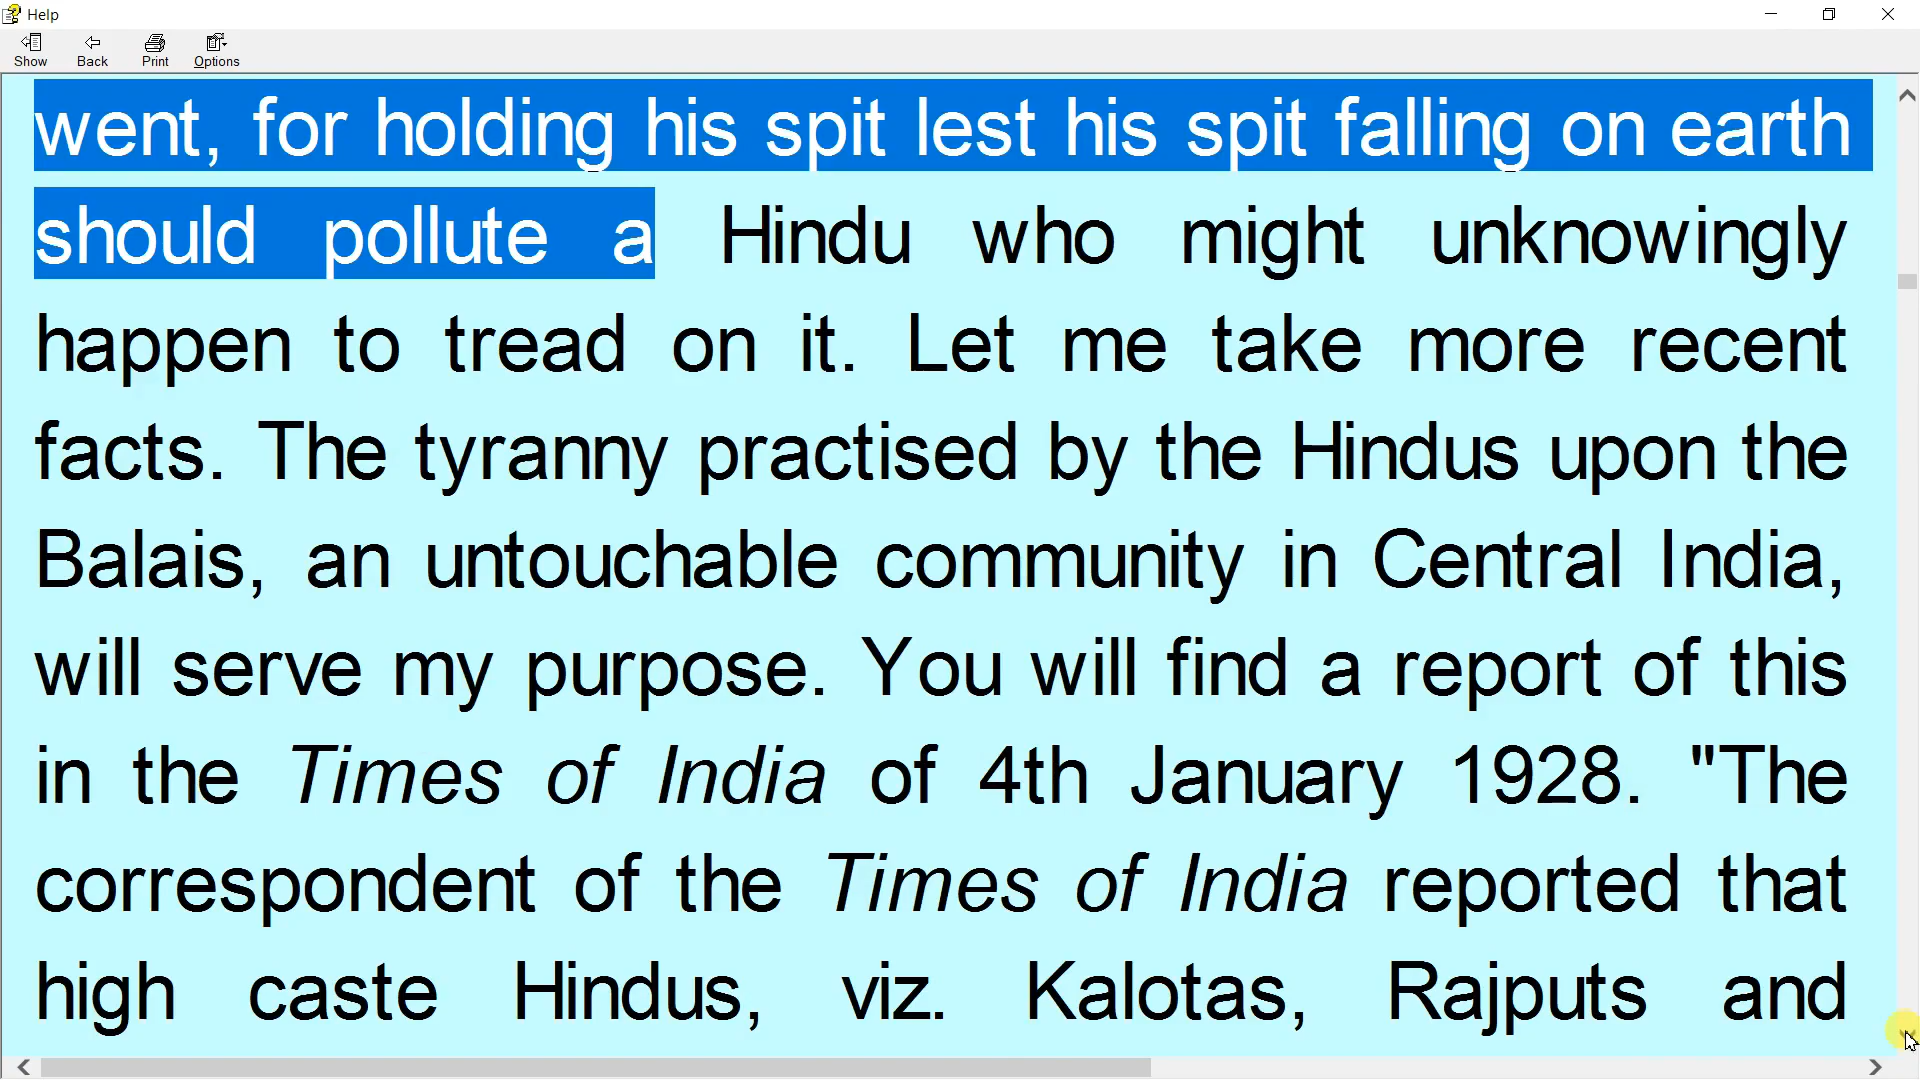 Help
Show Back Print Options
went, for holding his spit lest his spit falling on earth
should pollute a Hindu who might unknowingly
happen to tread on it. Let me take more recent
facts. The tyranny practised by the Hindus upon the
Balais, an untouchable community in Central India,
will serve my purpose. You will find a report of this
in the Times of India of 4th January 1928. "The
correspondent of the Times of India reported that
high caste Hindus, viz. Kalotas, Rajputs and